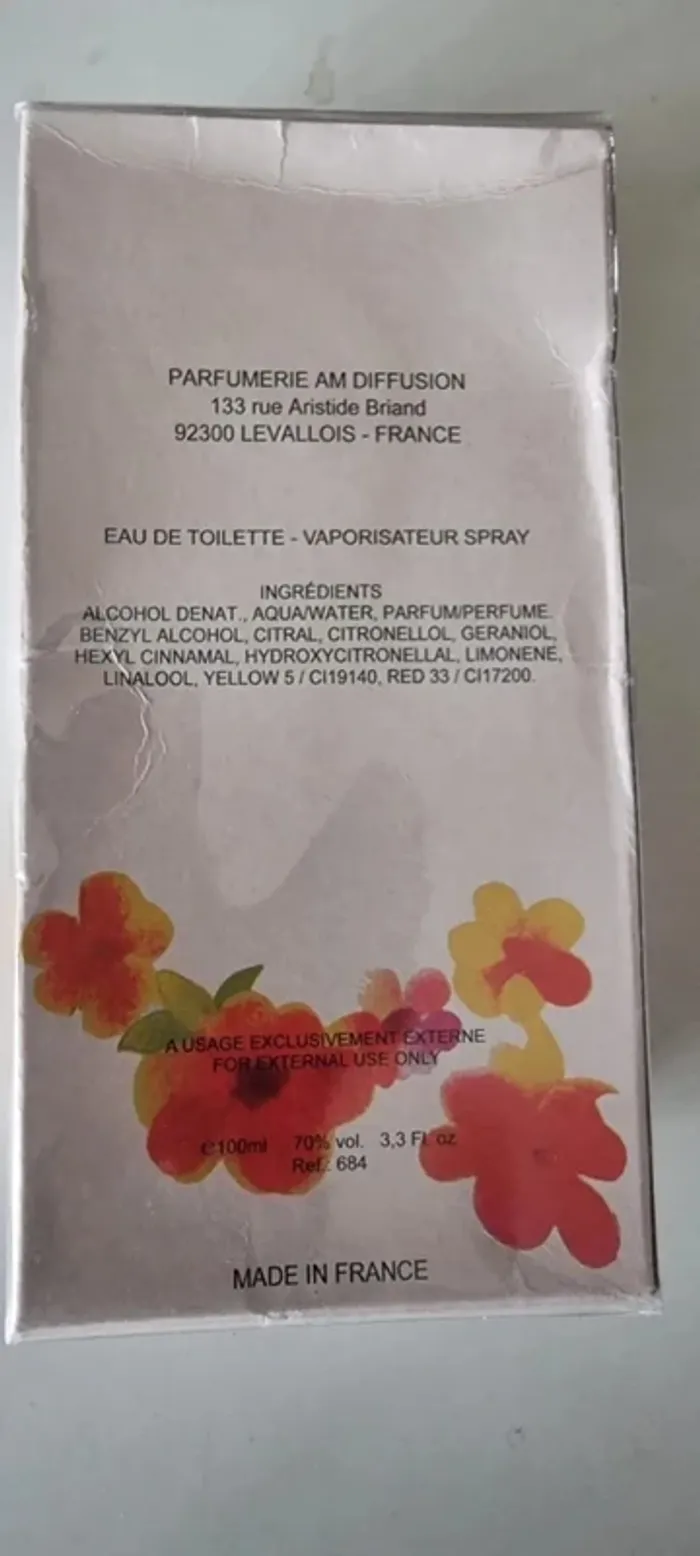 PARFUMERIE AM DIFFUSION
133 rue Aristide Briand
92300 LEVALLOIS - FRANCE
EAU DE TOILETTE - VAPORISATEUR SPRAY
INGRÉDIENTS
ALCOHOL DENAT., AQUA/WATER, PARFUM/PERFUME.
BENZYL ALCOHOL, CITRAL, CITRONELLOL, GERANIOL,
HEXYL CINNAMAL, HYDROXYCITRONELLAL, LIMONENE,
LINALOOL, YELLOW 5 / CI19140, RED 33 / CI17200.
A USAGE EXCLUSIVEMENT EXTERNE
FOR EXTERNAL USE ONLY
℮100ml 70% vol. 3,3 Fl. oz
Ref.: 684
MADE IN FRANCE